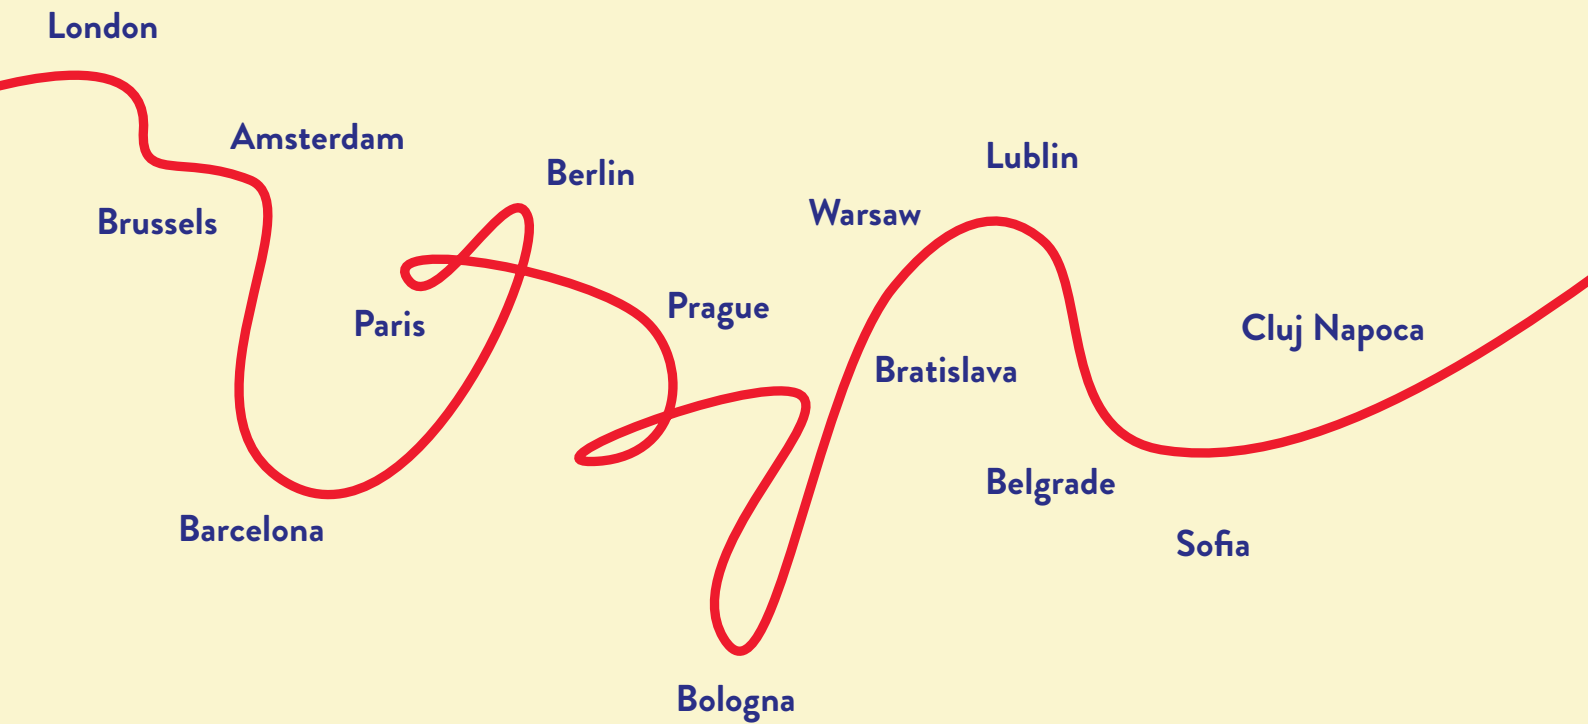 London
Amsterdam
Berlin
Lublin
Warsaw
Brussels
Prague
Paris
Cluj Napoca
Bratislava
Belgrade
Barcelona
Sofia
Bologna